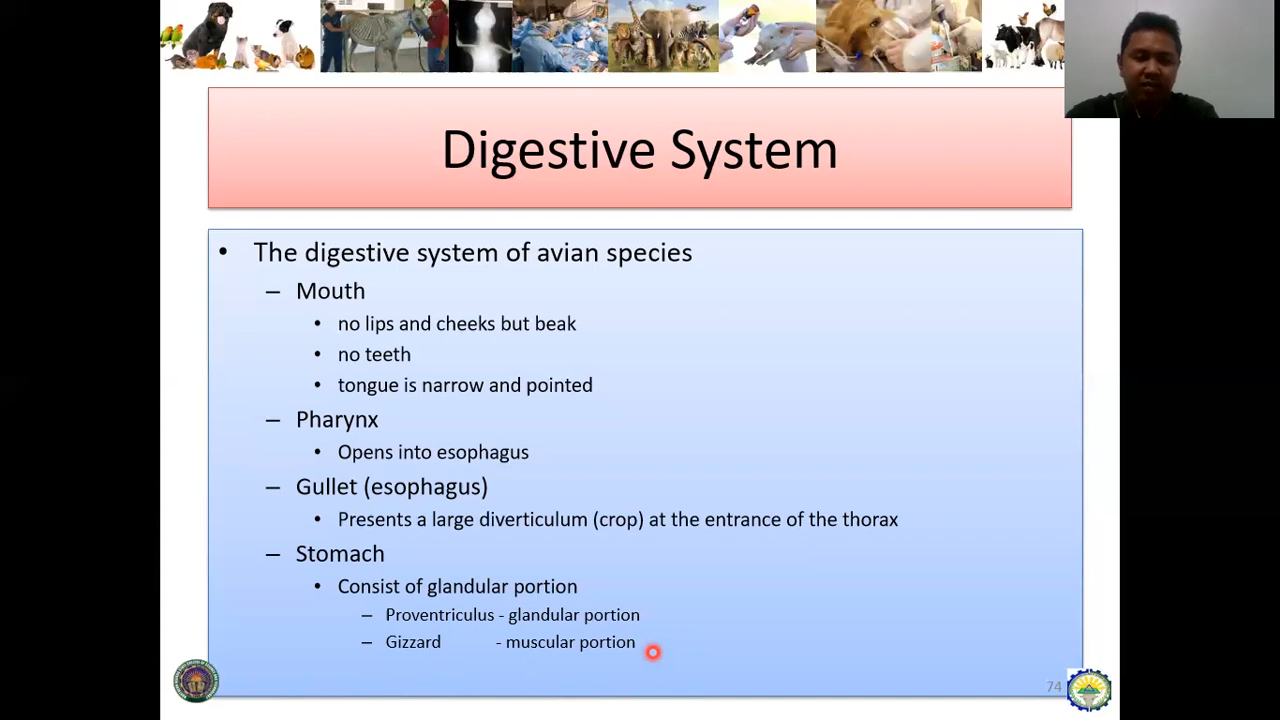 Digestive System
• The digestive system of avian species
– Mouth
• no lips and cheeks but beak
• no teeth
• tongue is narrow and pointed
– Pharynx
• Opens into esophagus
– Gullet (esophagus)
• Presents a large diverticulum (crop) at the entrance of the thorax
– Stomach
• Consist of glandular portion
– Proventriculus - glandular portion
– Gizzard - muscular portion
74